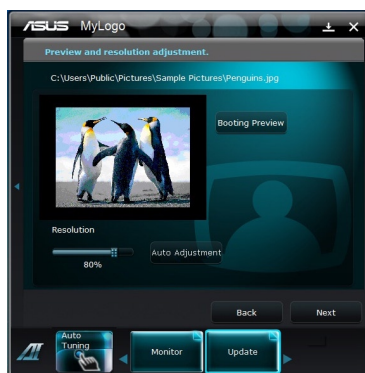 ASUS MyLogo
Preview and resolution adjustment.
C:\Users\Public\Pictures\Sample Pictures\Penguins.jpg
Booting Preview
Resolution
80%
Auto Adjustment
Back
Next
AI
Auto
Tuning
Monitor
Update